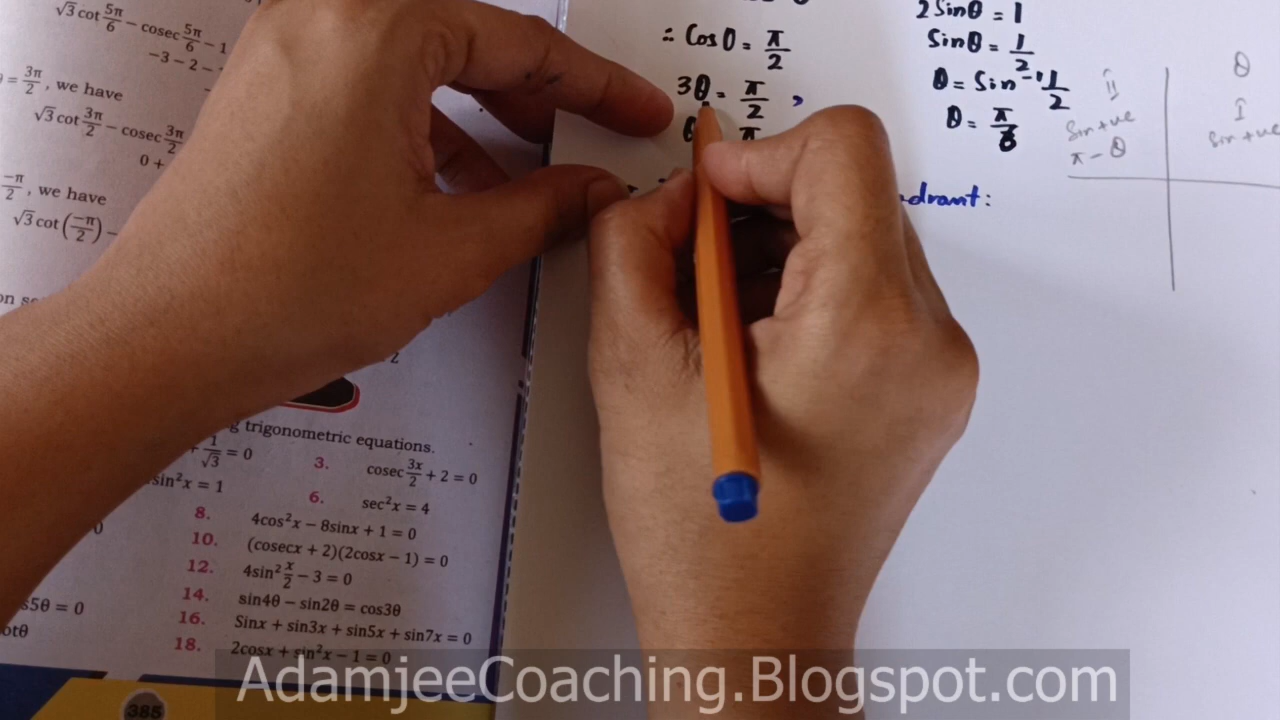 √3 cot 5π/6 − cosec 5π/6 − 1
−3 − 2 −
θ = 3π/2, we have
√3 cot 3π/2 − cosec 3π/2
0 +
−π/2, we have
√3 cot (−π/2) −
g trigonometric equations.
+ 1/√3 = 0
3. cosec 3x/2 + 2 = 0
sin²x = 1
6. sec²x = 4
8. 4cos²x − 8sinx + 1 = 0
10. (cosecx + 2)(2cosx − 1) = 0
12. 4sin² x/2 − 3 = 0
14. sin4θ − sin2θ = cos3θ
s5θ = 0
16. Sinx + sin3x + sin5x + sin7x = 0
otθ
18. 2cosx + sin²x − 1 = 0
385
∴ Cos θ = π/2
3θ = π/2 ,
θ π
2 Sinθ = 1
Sinθ = 1/2
θ = Sin⁻¹ 1/2
θ = π/6
drant:
II
Sin +ve
π − θ
θ
I
Sin +ve
AdamjeeCoaching.Blogspot.com